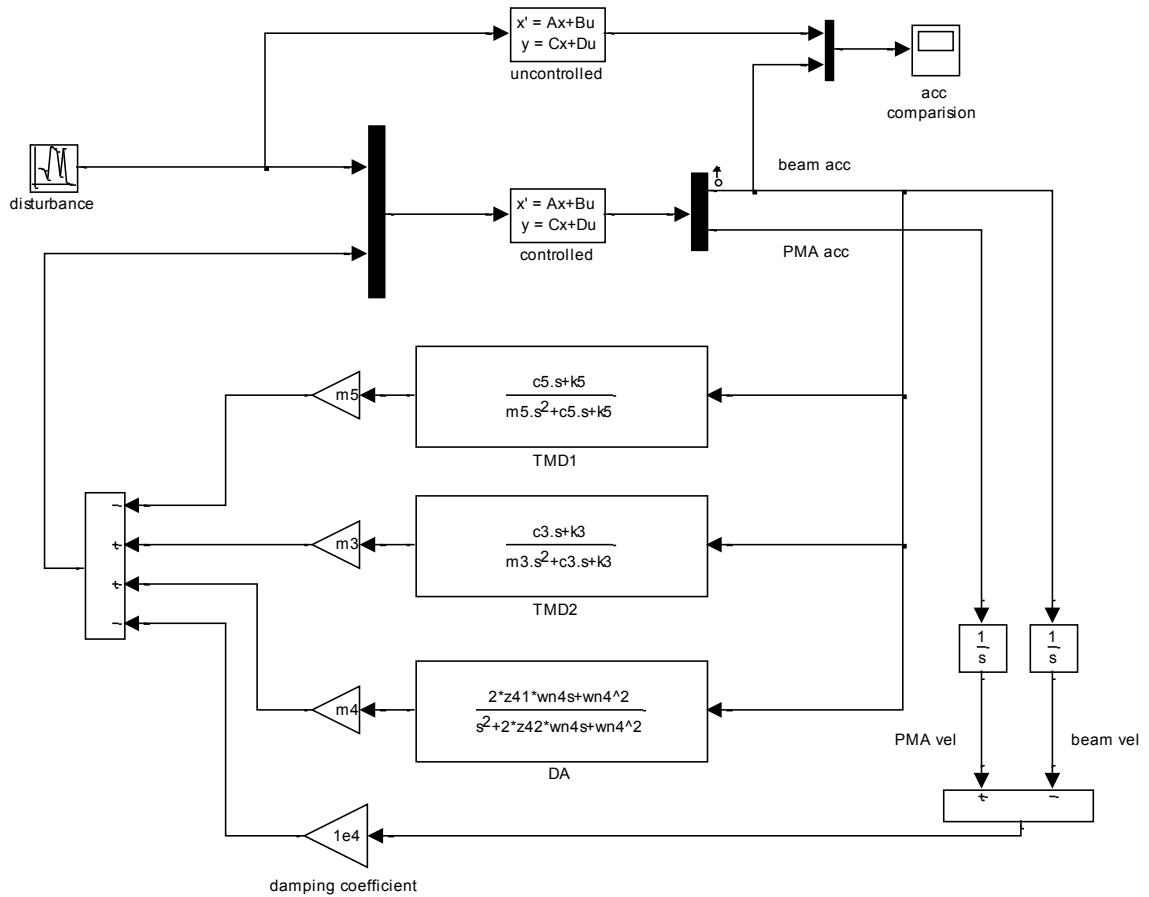 x' = Ax+Bu
y = Cx+Du
uncontrolled
acc
comparision
disturbance
beam acc
x' = Ax+Bu
y = Cx+Du
controlled
PMA acc
c5.s+k5
m5.s2+c5.s+k5
m5
TMD1
-
c3.s+k3
m3.s2+c3.s+k3
m3
+
TMD2
+
-
1
s
1
s
2*z41*wn4s+wn4^2
s2+2*z42*wn4s+wn4^2
m4
DA
PMA vel
beam vel
+ -
1e4
damping coefficient